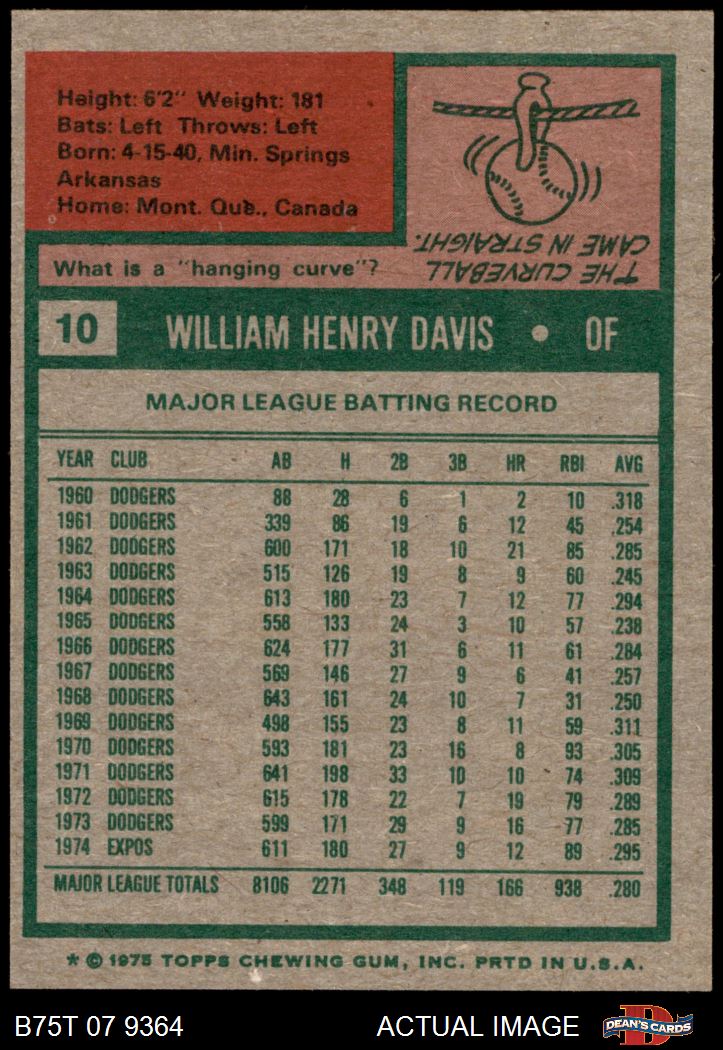 Height: 6'2" Weight: 181
Bats: Left Throws: Left
Born: 4-15-40, Min. Springs
Arkansas
Home: Mont. Que., Canada
What is a "hanging curve"?
THE CURVEBALL
CAME IN STRAIGHT.
10 WILLIAM HENRY DAVIS • OF
MAJOR LEAGUE BATTING RECORD
YEAR CLUB AB H 2B 3B HR RBI AVG
1960 DODGERS 88 28 6 1 2 10 .318
1961 DODGERS 339 86 19 6 12 45 .254
1962 DODGERS 600 171 18 10 21 85 .285
1963 DODGERS 515 126 19 8 9 60 .245
1964 DODGERS 613 180 23 7 12 77 .294
1965 DODGERS 558 133 24 3 10 57 .238
1966 DODGERS 624 177 31 6 11 61 .284
1967 DODGERS 569 146 27 9 6 41 .257
1968 DODGERS 643 161 24 10 7 31 .250
1969 DODGERS 498 155 23 8 11 59 .311
1970 DODGERS 593 181 23 16 8 93 .305
1971 DODGERS 641 198 33 10 10 74 .309
1972 DODGERS 615 178 22 7 19 79 .289
1973 DODGERS 599 171 29 9 16 77 .285
1974 EXPOS 611 180 27 9 12 89 .295
MAJOR LEAGUE TOTALS 8106 2271 348 119 166 938 .280
* © 1975 TOPPS CHEWING GUM, INC. PRTD IN U.S.A.
B75T 07 9364 ACTUAL IMAGE
DEAN'S CARDS